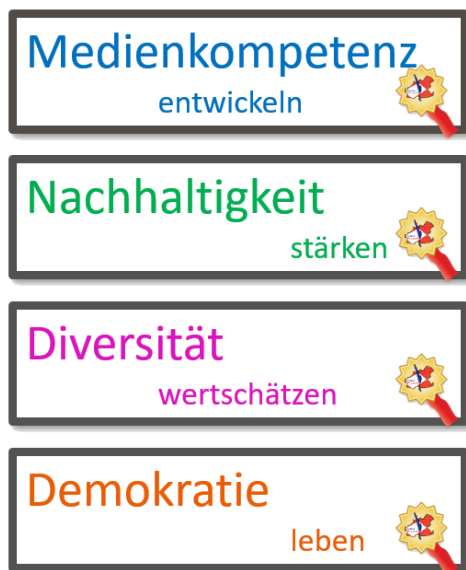 Medienkompetenz
entwickeln
Nachhaltigkeit
stärken
Diversität
wertschätzen
Demokratie
leben